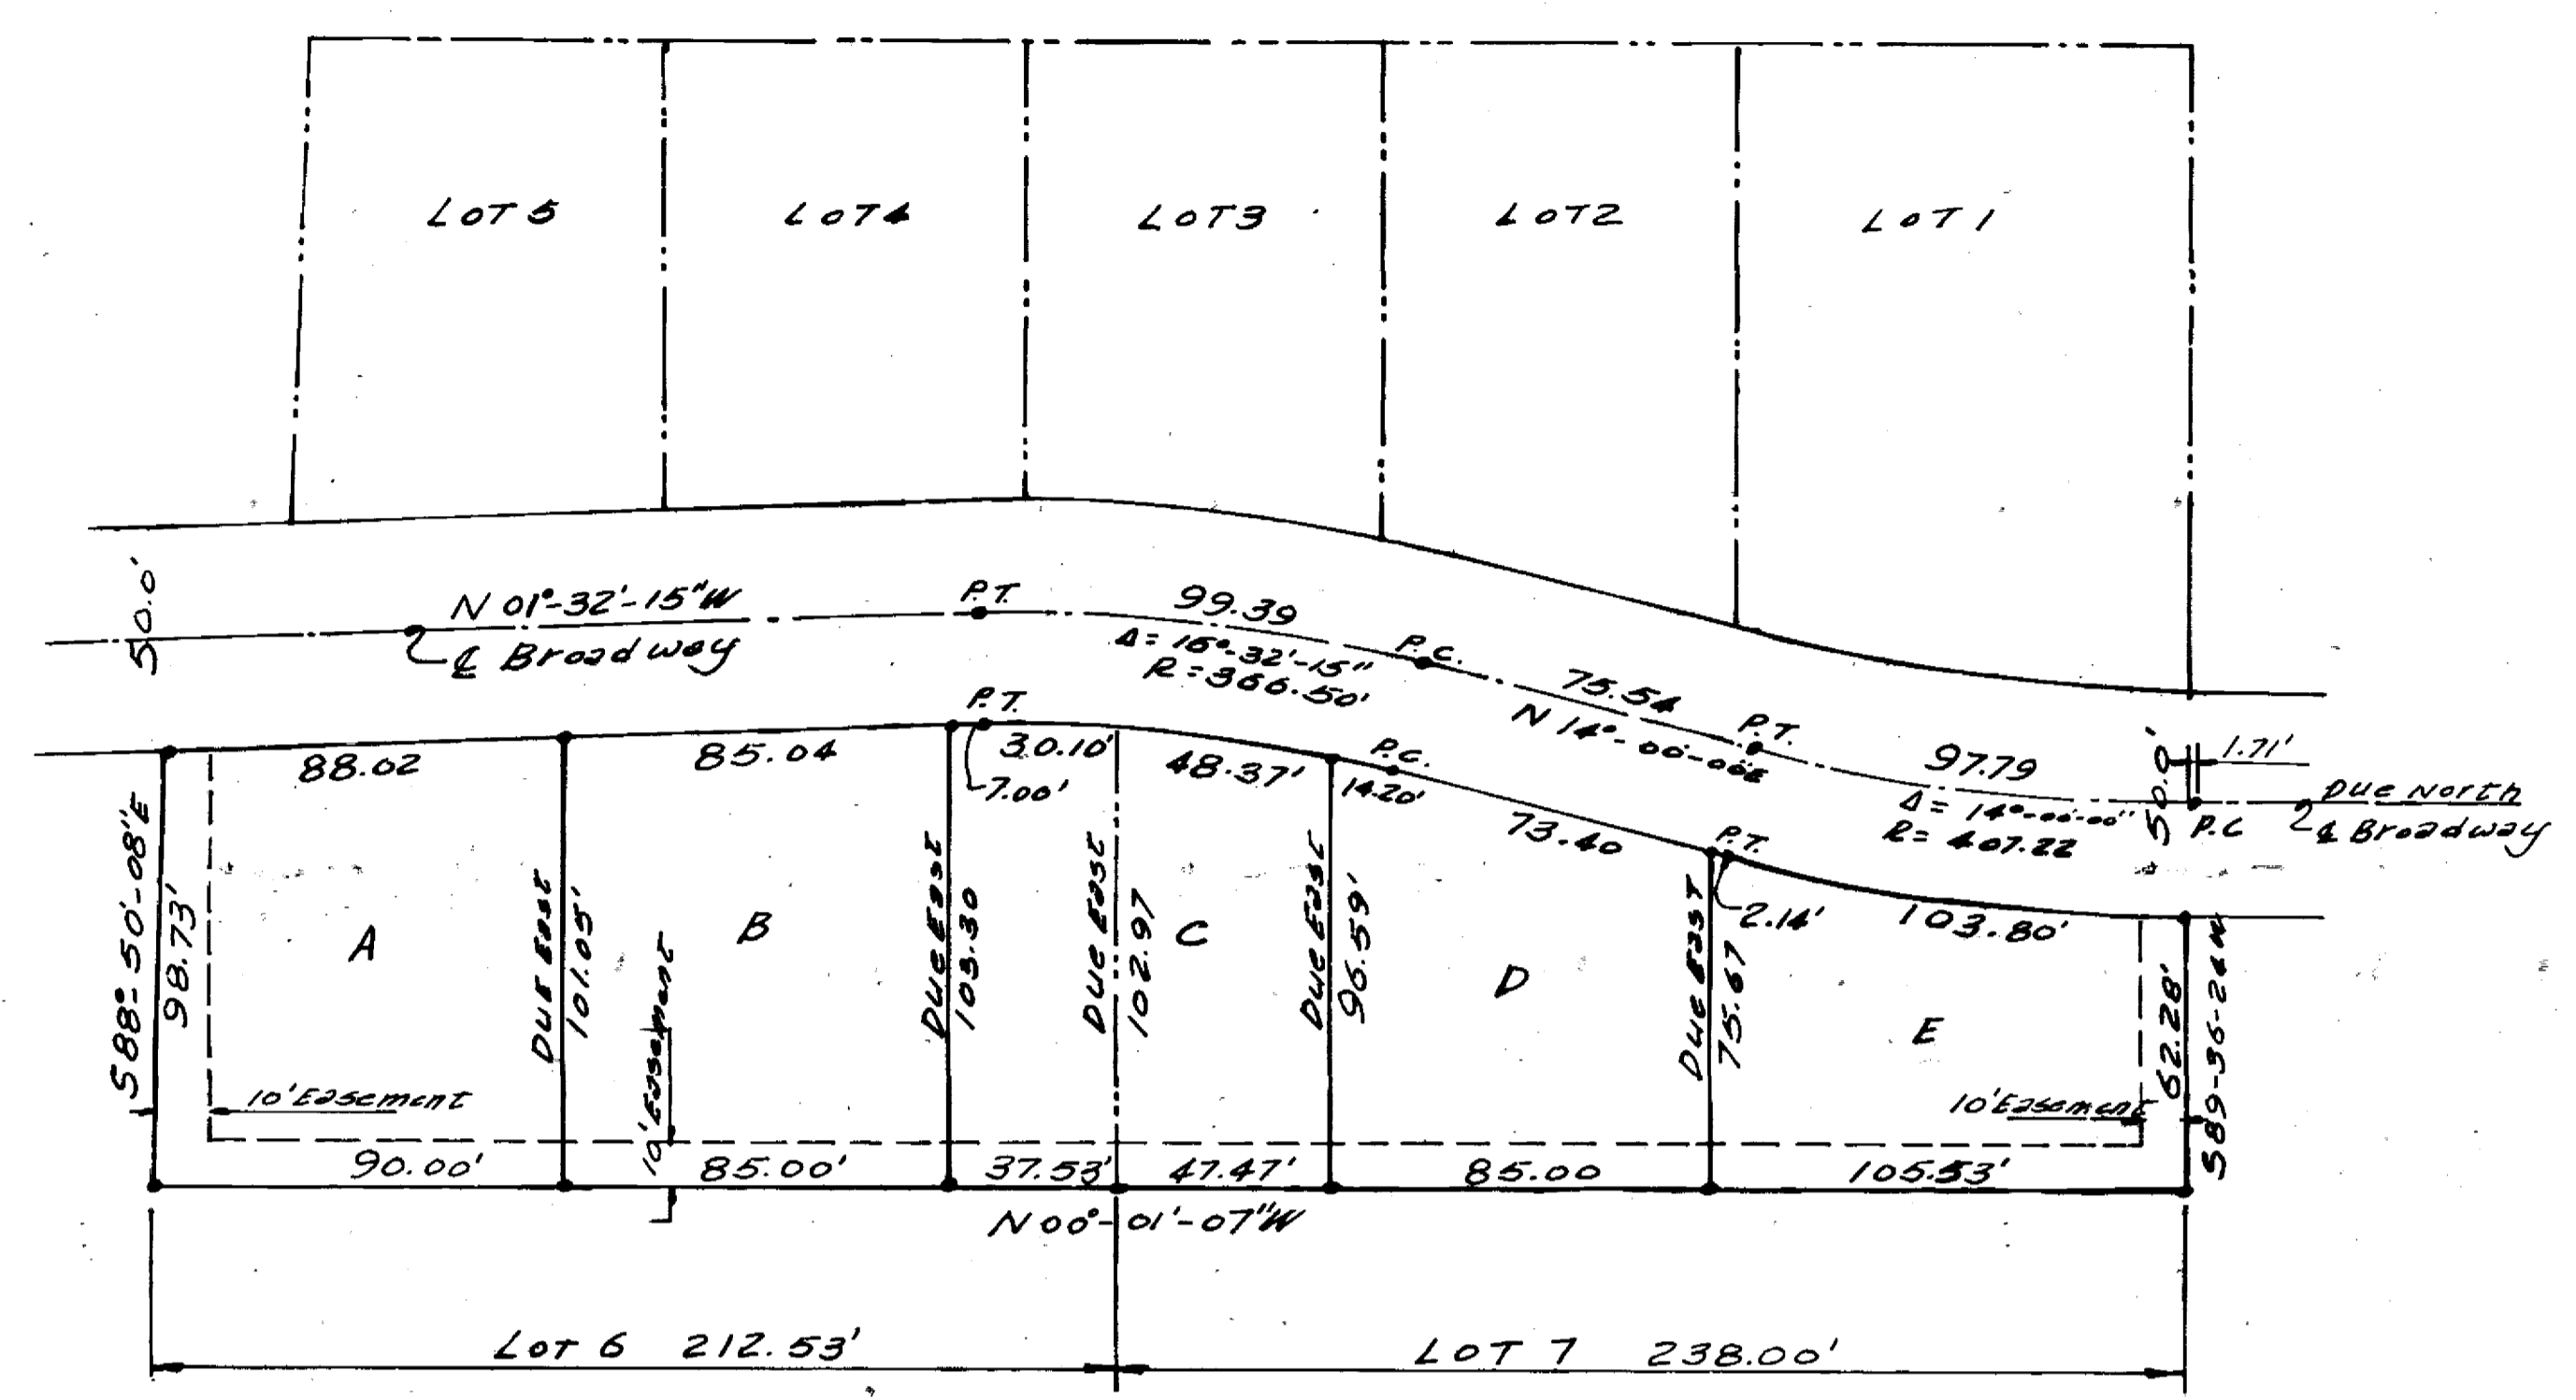 LOT 5
LOT 4
LOT 3
LOT 2
LOT 1
50.0'
N 01°-32'-15"W
℄ Broadway
P.T.
99.39
Δ= 16°-32'-15"
R=366.50'
P.C.
75.54
N 14°-00'-00"E
P.T.
97.79
Δ= 14°-00'-00"
R= 407.22
50.0'
1.71'
P.C
Due North
℄ Broadway
88.02
85.04
P.T.
7.00'
30.10'
48.37'
P.C.
14.20'
73.40
P.T.
2.14'
103.80'
S88°-50'-08"E
98.73'
A
DUE EAST
101.05'
B
Due East
103.30
Due East
102.97
C
Due East
96.59'
D
Due East
75.67
E
62.28'
S89-36-24W
10' Easement
10' Easement
10' Easement
90.00'
85.00'
37.53'
47.47'
85.00
105.53'
N 00°-01'-07"W
Lot 6 212.53'
LOT 7 238.00'